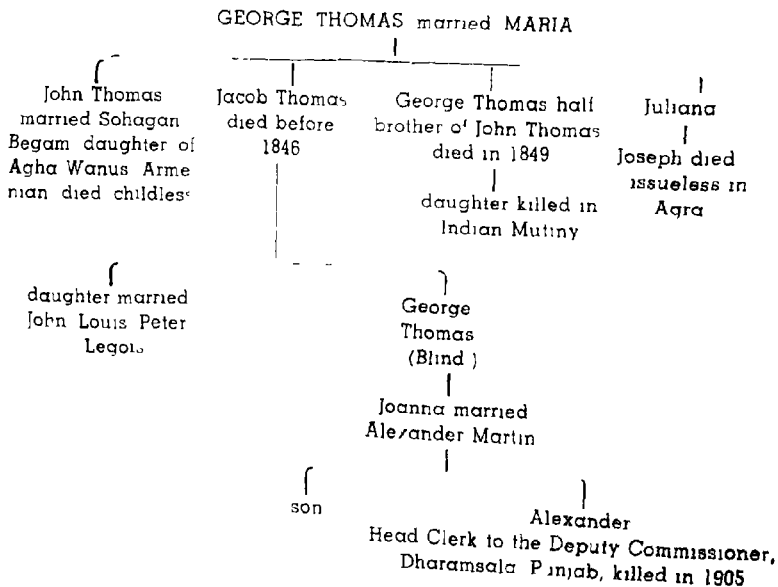 GEORGE THOMAS married MARIA
John Thomas
married Sohagan
Begam daughter of
Agha Wanus Arme
nian died childless
Jacob Thomas
died before
1846
George Thomas half
brother of John Thomas
died in 1849
daughter killed in
Indian Mutiny
Juliana
Joseph died
issueless in
Agra
daughter married
John Louis Peter
Legois
George
Thomas
(Blind )
Joanna married
Alexander Martin
son
Alexander
Head Clerk to the Deputy Commissioner,
Dharamsala Punjab, killed in 1905